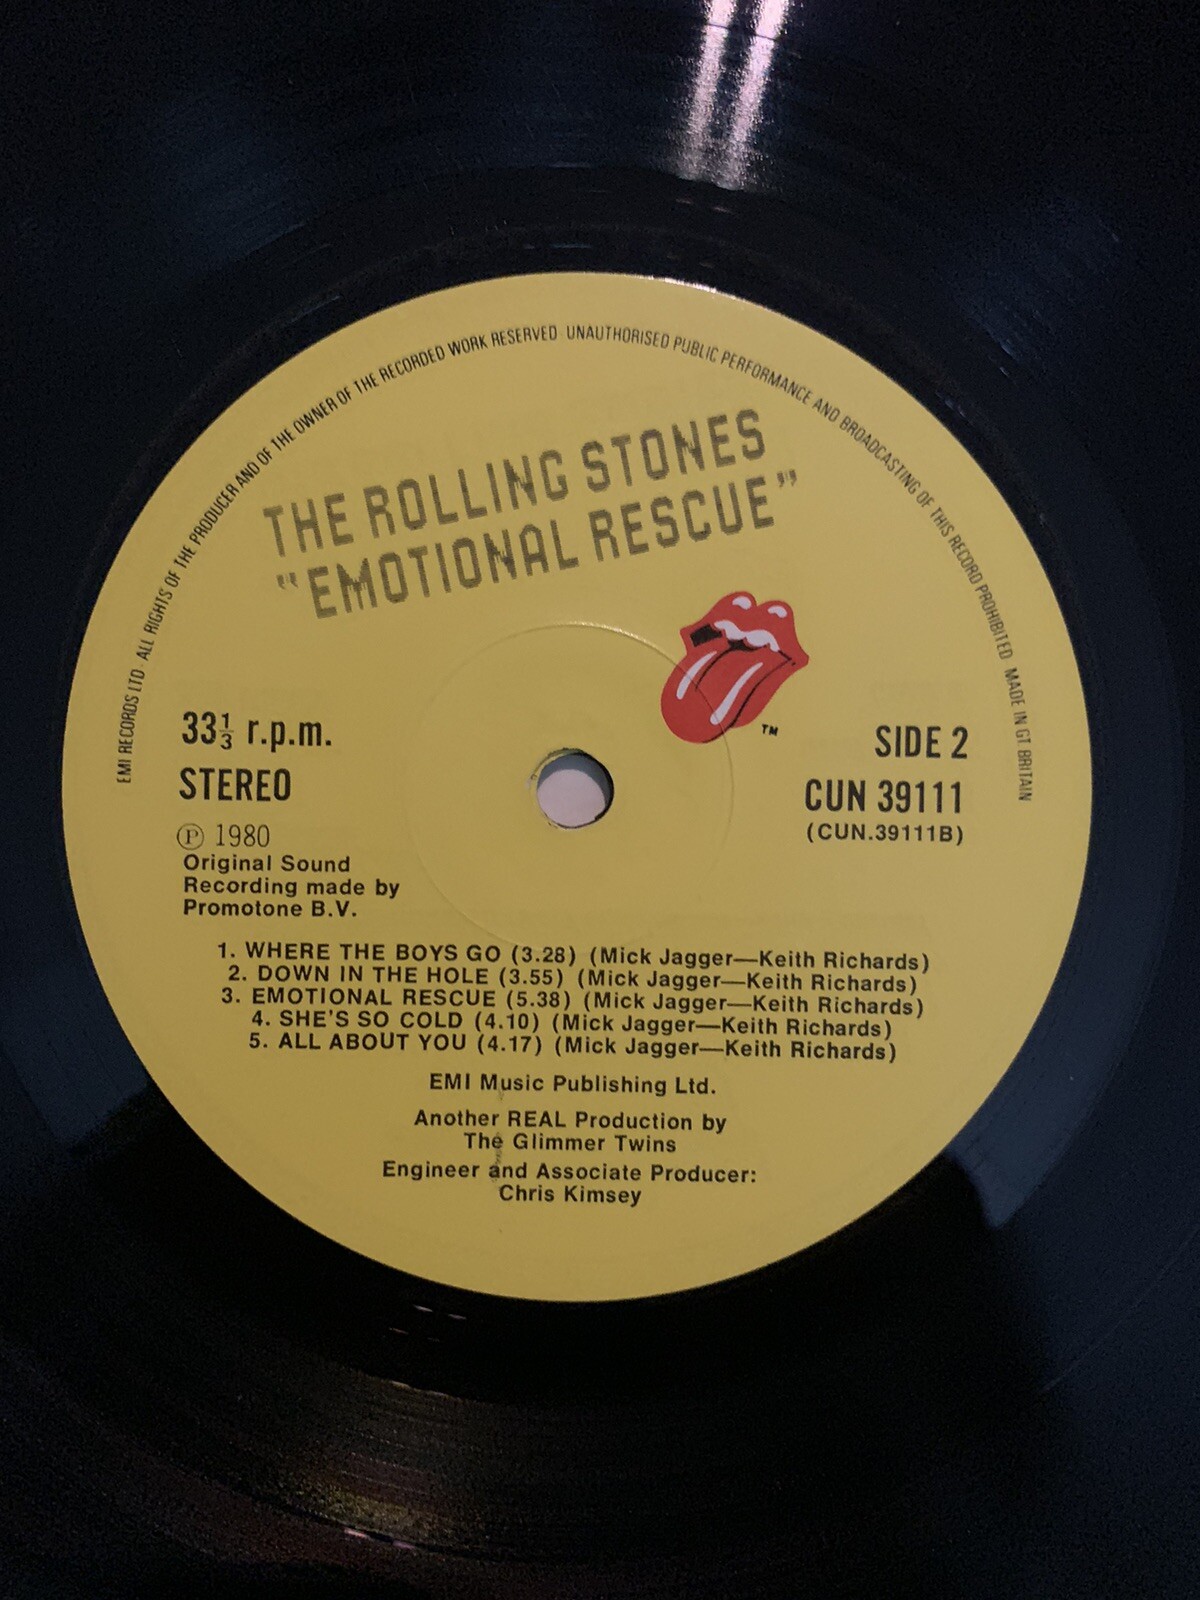 EMI RECORDS LTD · ALL RIGHTS OF THE PRODUCER AND OF THE OWNER OF THE RECORDED WORK RESERVED UNAUTHORISED PUBLIC PERFORMANCE AND BROADCASTING OF THIS RECORD PROHIBITED MADE IN GT BRITAIN
THE ROLLING STONES
"EMOTIONAL RESCUE"
TM
33⅓ r.p.m.
STEREO
℗ 1980
Original Sound
Recording made by
Promotone B.V.
SIDE 2
CUN 39111
(CUN.39111B)
1. WHERE THE BOYS GO (3.28) (Mick Jagger—Keith Richards)
2. DOWN IN THE HOLE (3.55) (Mick Jagger—Keith Richards)
3. EMOTIONAL RESCUE (5.38) (Mick Jagger—Keith Richards)
4. SHE'S SO COLD (4.10) (Mick Jagger—Keith Richards)
5. ALL ABOUT YOU (4.17) (Mick Jagger—Keith Richards)
EMI Music Publishing Ltd.
Another REAL Production by
The Glimmer Twins
Engineer and Associate Producer:
Chris Kimsey